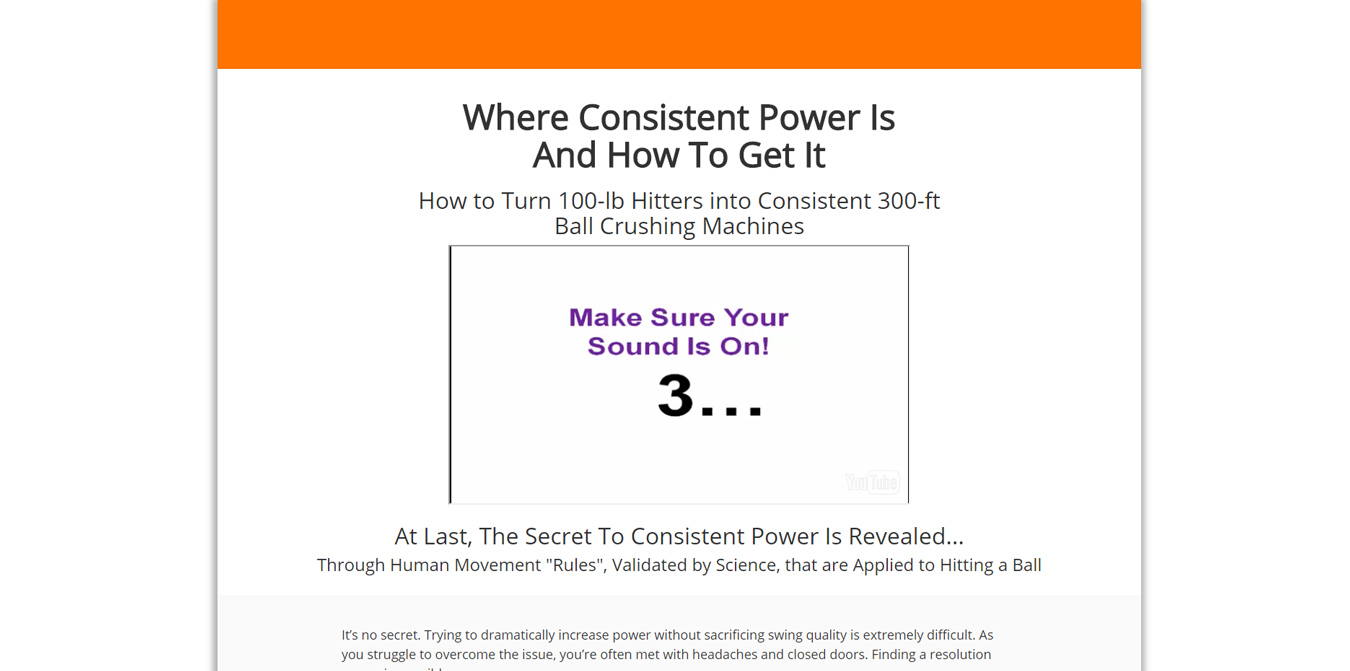 Where Consistent Power Is
And How To Get It
How to Turn 100-lb Hitters into Consistent 300-ft
Ball Crushing Machines
Make Sure Your
Sound Is On!
3...
YouTube
At Last, The Secret To Consistent Power Is Revealed...
Through Human Movement "Rules", Validated by Science, that are Applied to Hitting a Ball
It’s no secret. Trying to dramatically increase power without sacrificing swing quality is extremely difficult. As
you struggle to overcome the issue, you’re often met with headaches and closed doors. Finding a resolution